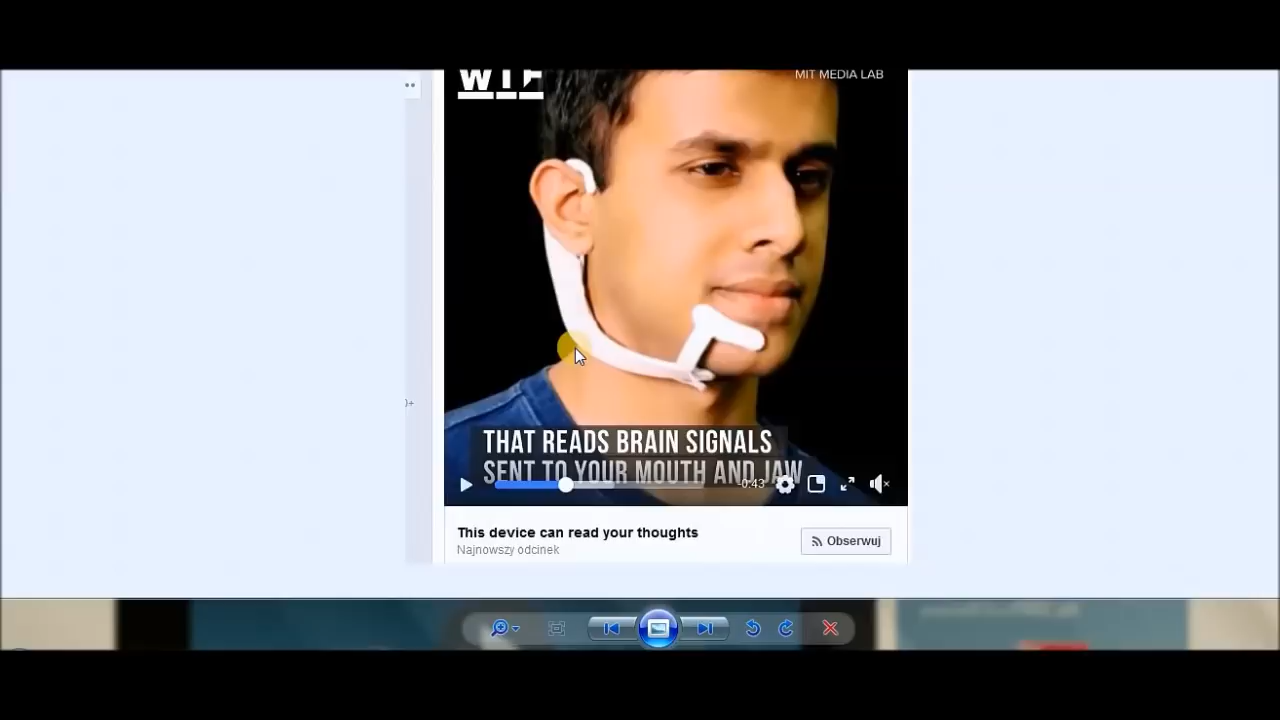 MIT MEDIA LAB
WTF
THAT READS BRAIN SIGNALS
SENT TO YOUR MOUTH AND JAW
-0:43
This device can read your thoughts
Najnowszy odcinek
Obserwuj